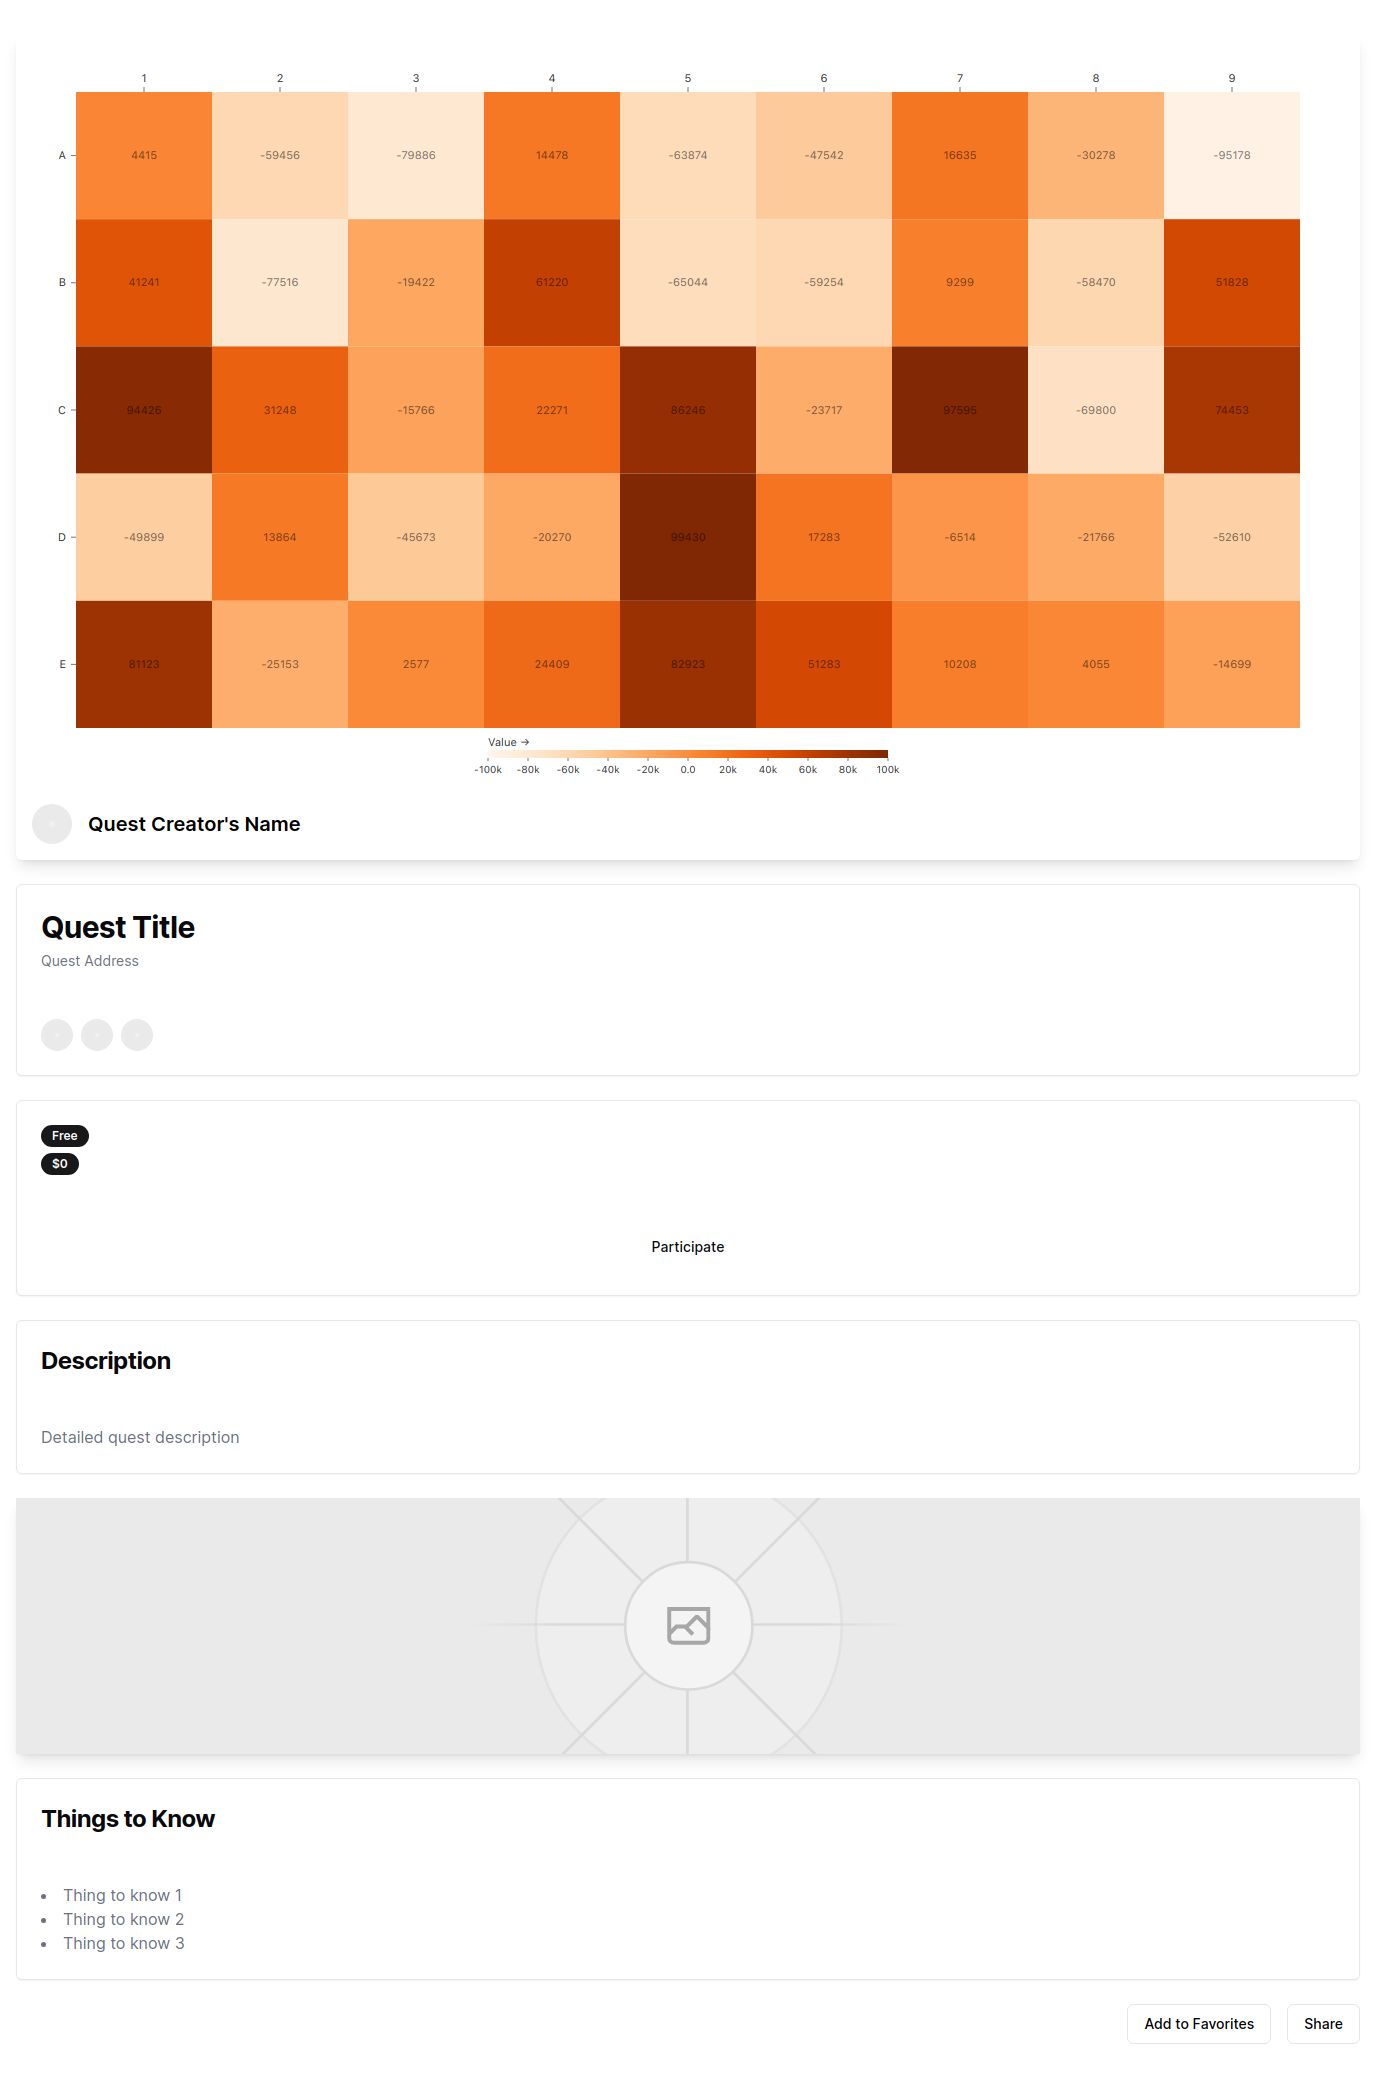 1 2 3 4 5 6 7 8 9
A 4415 -59456 -79886 14478 -63874 -47542 16635 -30278 -95178
B 41241 -77516 -19422 61220 -65044 -59254 9299 -58470 51828
C 94426 31248 -15766 22271 86246 -23717 97595 -69800 74453
D -49899 13864 -45673 -20270 99430 17283 -6514 -21766 -52610
E 81123 -25153 2577 24409 82923 51283 10208 4055 -14699
Value →
-100k -80k -60k -40k -20k 0.0 20k 40k 60k 80k 100k
Quest Creator's Name
Quest Title
Quest Address
Free
$0
Participate
Description
Detailed quest description
Things to Know
• Thing to know 1
• Thing to know 2
• Thing to know 3
Add to Favorites Share